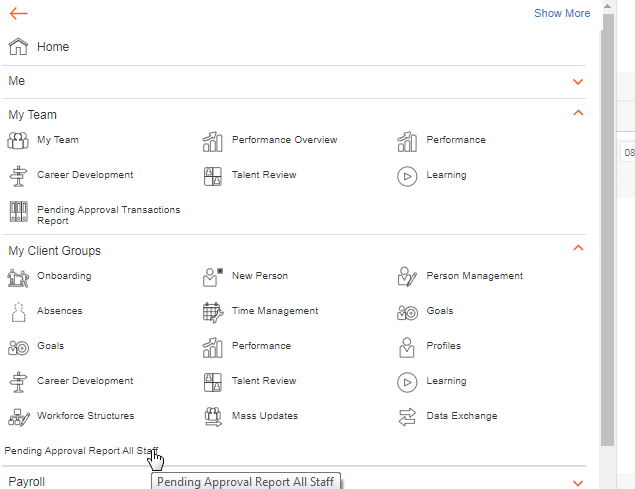 Show More
Home
Me
My Team
My Team Performance Overview Performance
Career Development Talent Review Learning
Pending Approval Transactions
Report
My Client Groups
Onboarding New Person Person Management
Absences Time Management Goals
Goals Performance Profiles
Career Development Talent Review Learning
Workforce Structures Mass Updates Data Exchange
Pending Approval Report All Staff
Payroll
Pending Approval Report All Staff
08